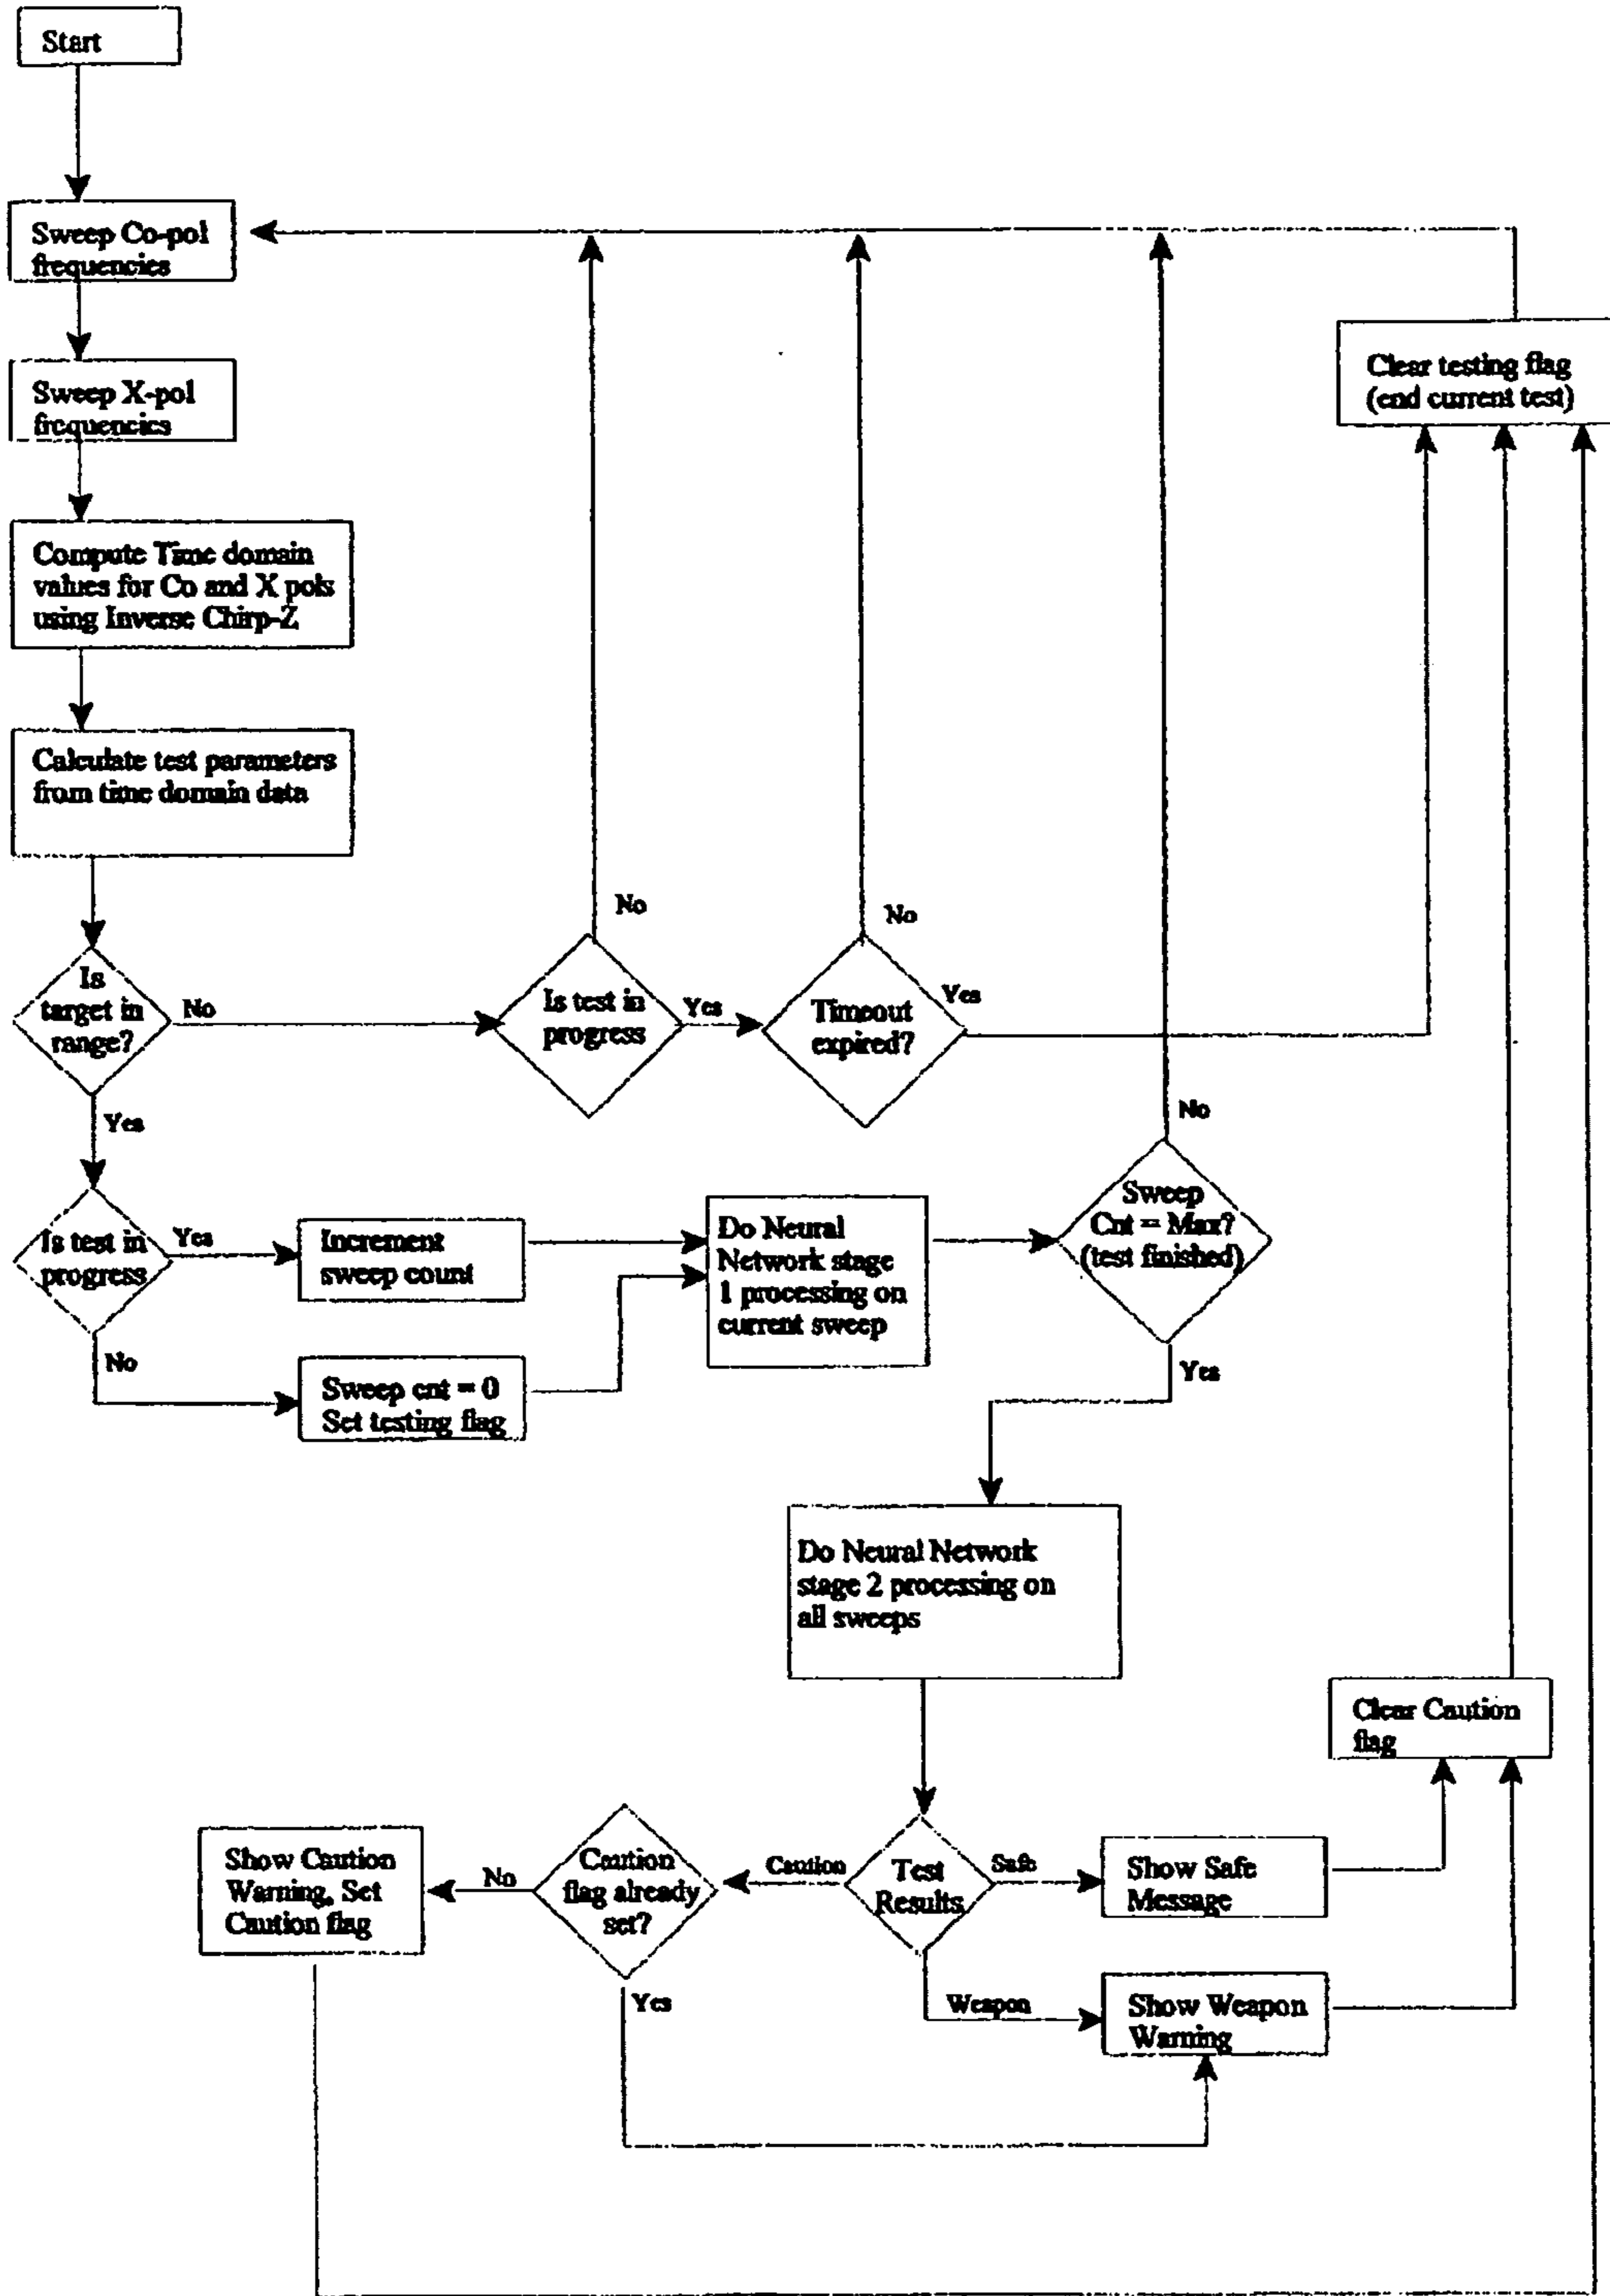 Start
Sweep Co-pol
frequencies
Sweep X-pol
frequencies
Clear testing flag
(end current test)
Compute Time domain
values for Co and X pols
using Inverse Chirp-Z
Calculate test parameters
from time domain data
No
No
Is
target in
range?
No
Is test in
progress
Yes
Timeout
expired?
Yes
Yes
No
Is test in
progress
Yes
Increment
sweep count
Do Neural
Network stage
1 processing on
current sweep
Sweep
Cnt = Max?
(test finished)
No
Sweep cnt = 0
Set testing flag
Yes
Do Neural Network
stage 2 processing on
all sweeps
Clear Caution
flag
Show Caution
Warning, Set
Caution flag
No
Caution
flag already
set?
Caution
Test
Results
Safe
Show Safe
Message
Yes
Weapon
Show Weapon
Warning